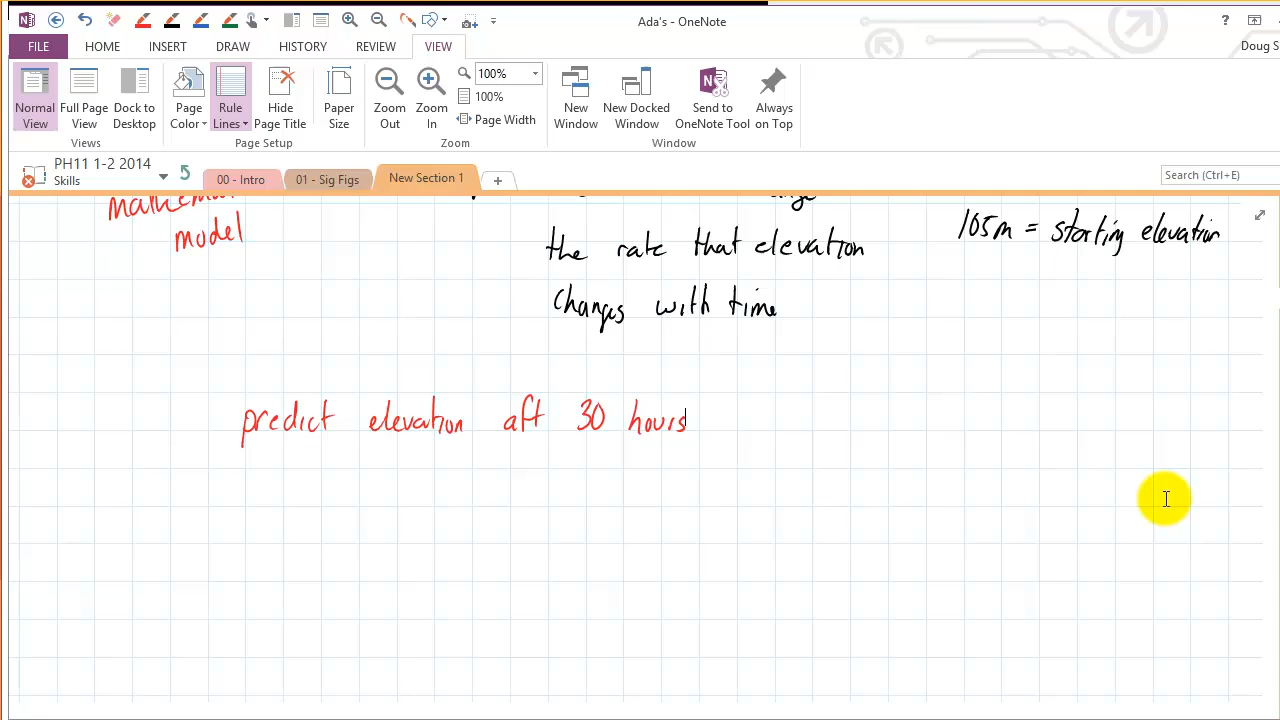 Ada's - OneNote
?
FILE HOME INSERT DRAW HISTORY REVIEW VIEW
Doug S
Normal View
Full Page View
Dock to Desktop
Page Color
Rule Lines
Hide Page Title
Paper Size
Zoom Out
Zoom In
100%
100%
Page Width
New Window
New Docked Window
Send to OneNote Tool
Always on Top
Views
Page Setup
Zoom
Window
PH11 1-2 2014
Skills
00 - Intro
01 - Sig Figs
New Section 1
+
Search (Ctrl+E)
model
the rate that elevation
changes with time
105m = starting elevation
predict elevation aft 30 hours